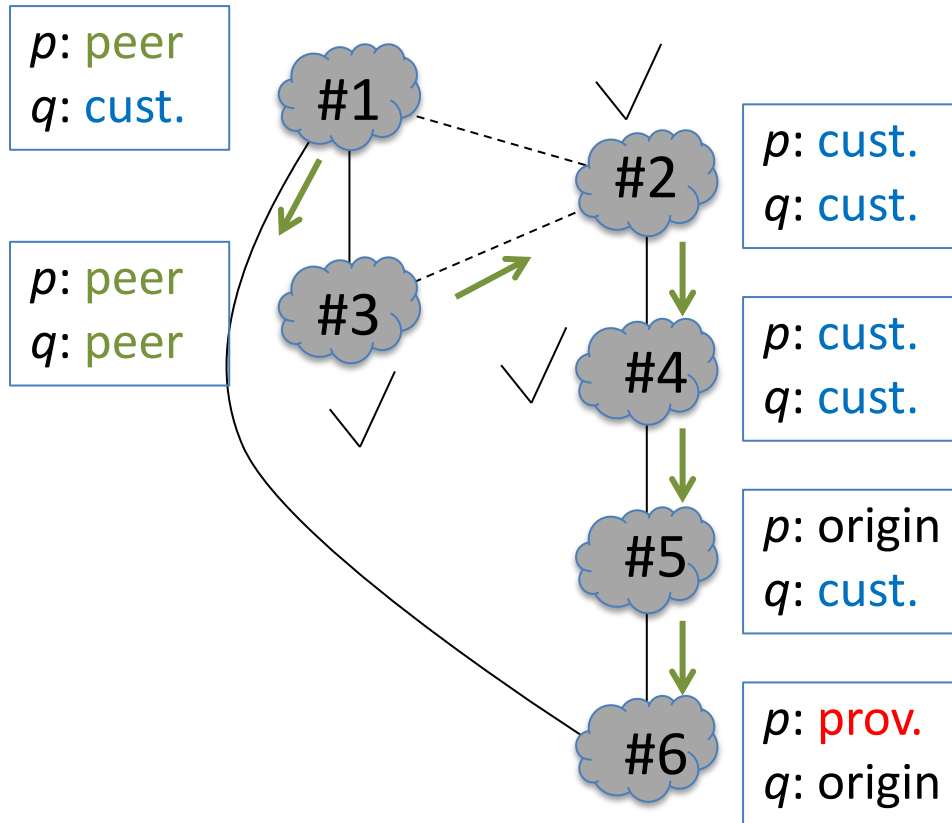 p: peer
q: cust.
#1
#2
p: cust.
q: cust.
p: peer
q: peer
#3
#4
p: cust.
q: cust.
#5
p: origin
q: cust.
#6
p: prov.
q: origin